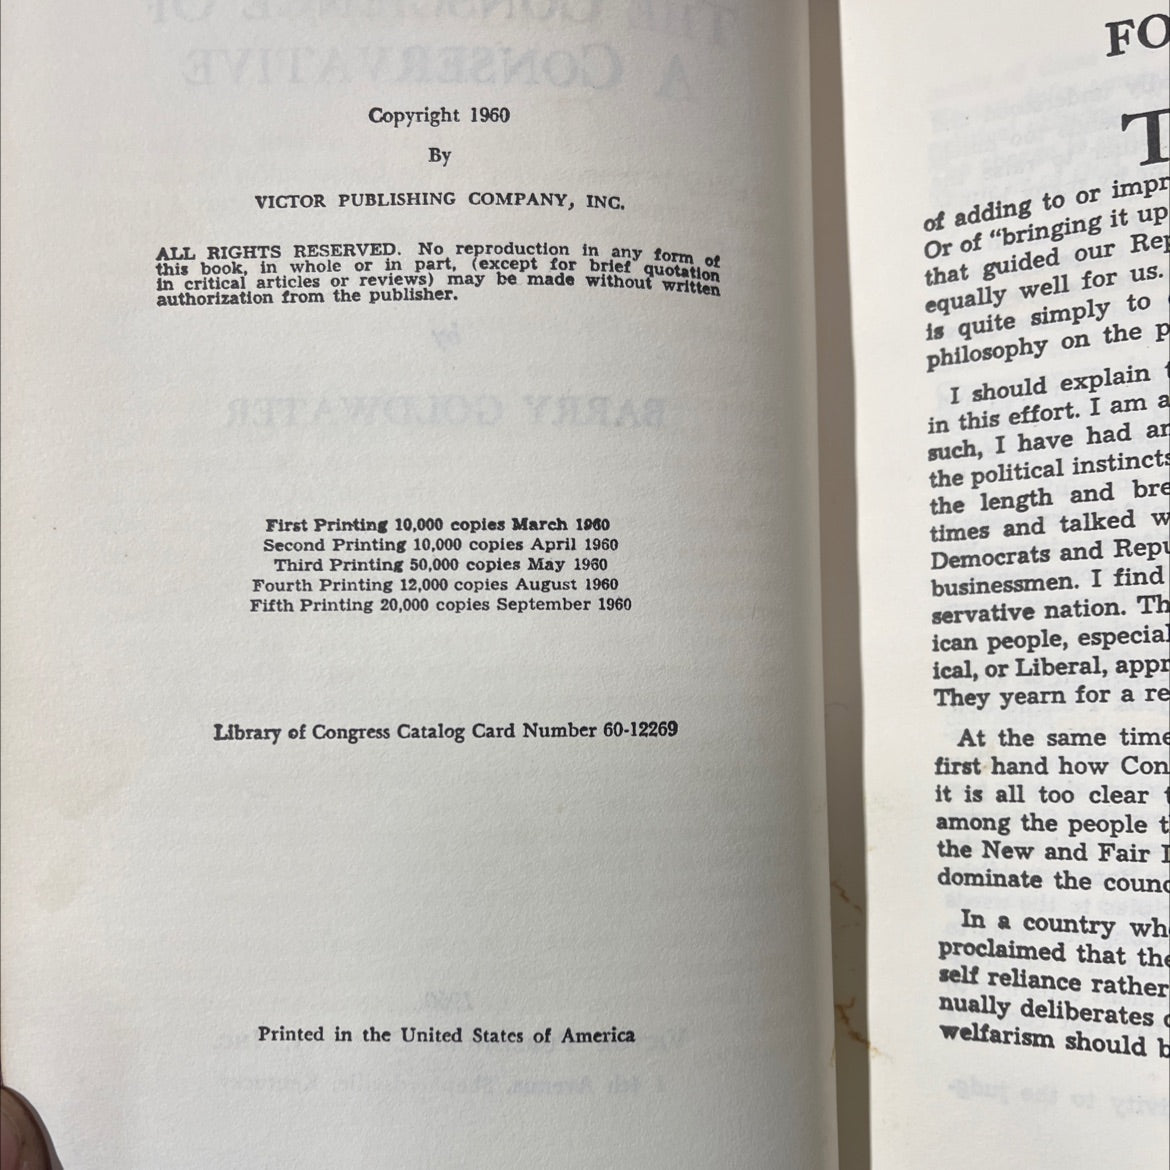 Copyright 1960
By
VICTOR PUBLISHING COMPANY, INC.
ALL RIGHTS RESERVED. No reproduction in any form of
this book, in whole or in part, (except for brief quotation
in critical articles or reviews) may be made without written
authorization from the publisher.
First Printing 10,000 copies March 1960
Second Printing 10,000 copies April 1960
Third Printing 50,000 copies May 1960
Fourth Printing 12,000 copies August 1960
Fifth Printing 20,000 copies September 1960
Library of Congress Catalog Card Number 60-12269
Printed in the United States of America
FO
T
of adding to or impr
Or of “bringing it up
that guided our Rep
equally well for us.
is quite simply to
philosophy on the p
I should explain t
in this effort. I am a
such, I have had an
the political instincts
the length and bre
times and talked w
Democrats and Repu
businessmen. I find
servative nation. Th
ican people, especial
ical, or Liberal, appr
They yearn for a re
At the same time
first hand how Con
it is all too clear t
among the people t
the New and Fair
dominate the counc
In a country wh
proclaimed that the
self reliance rather
nually deliberates
welfarism should b